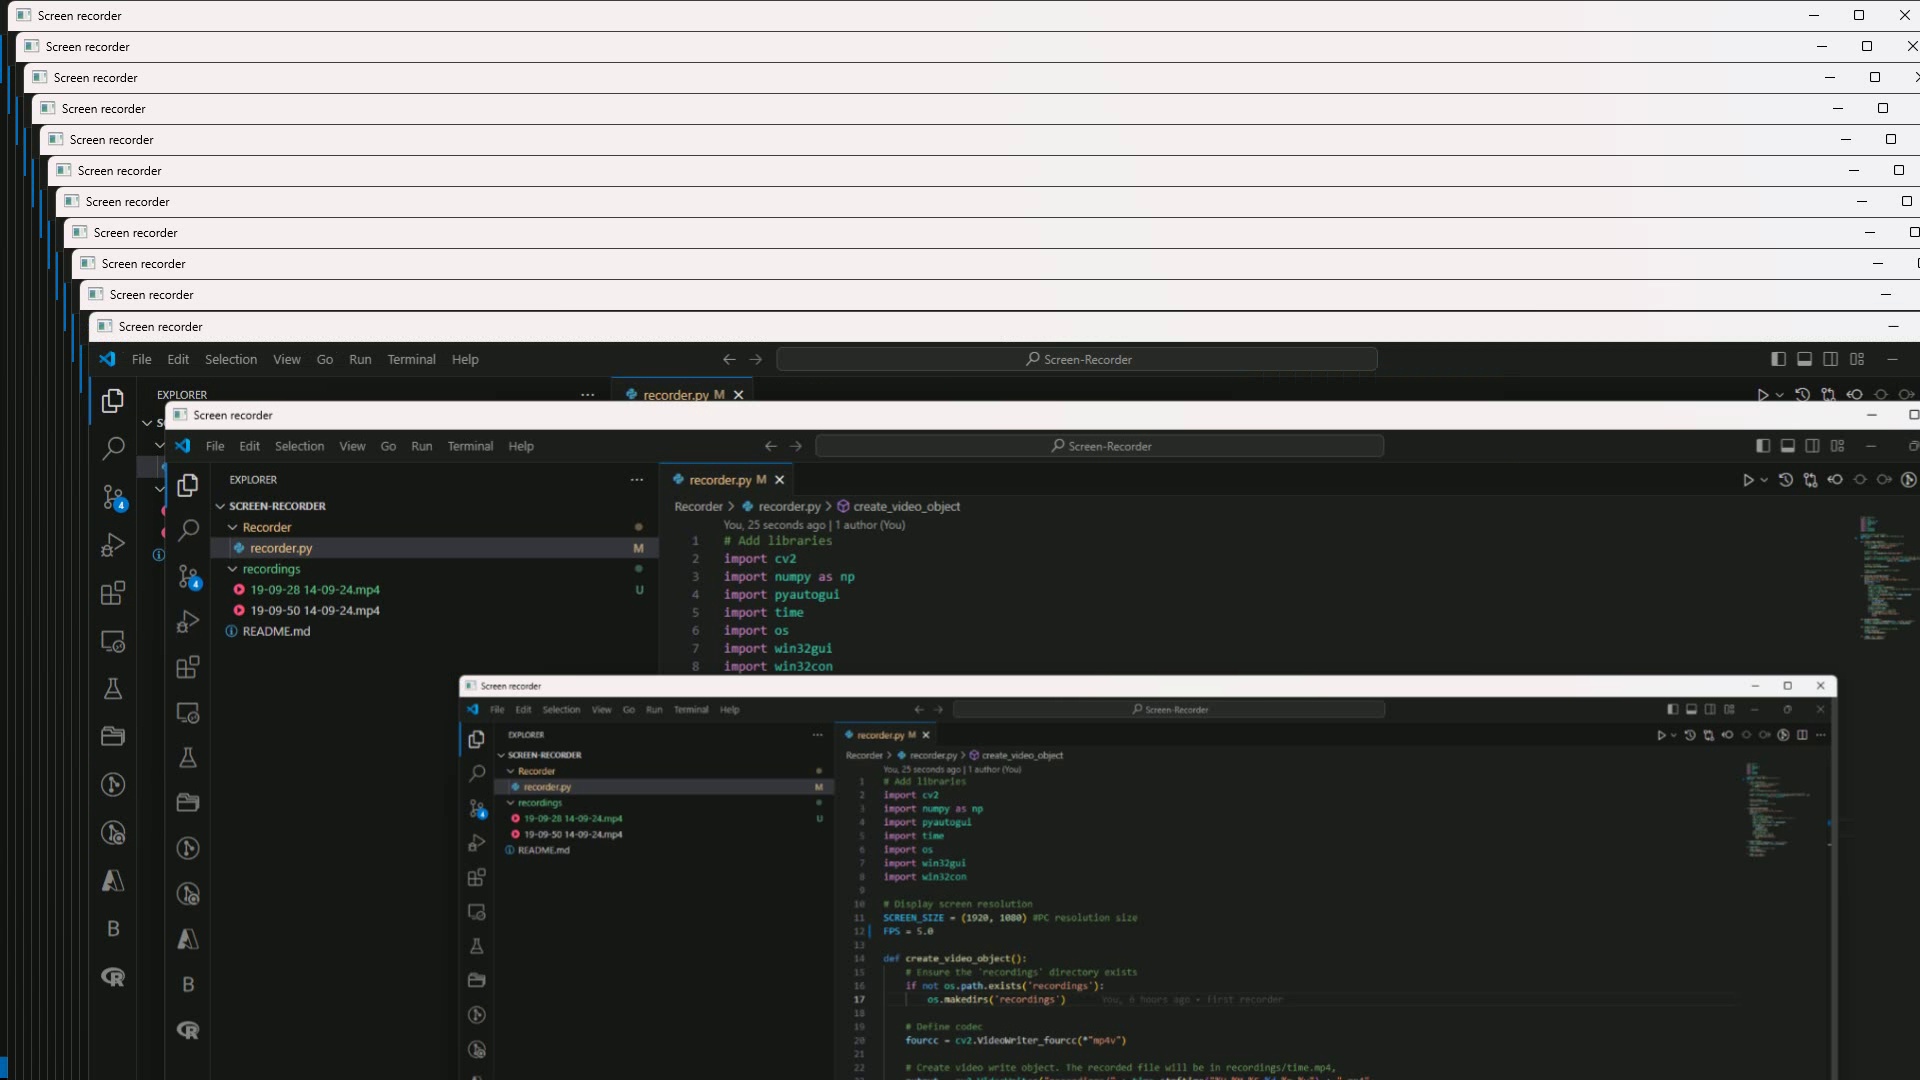 Screen recorder
Screen recorder
Screen recorder
Screen recorder
Screen recorder
Screen recorder
Screen recorder
Screen recorder
Screen recorder
Screen recorder
Screen recorder
File Edit Selection View Go Run Terminal Help
Screen-Recorder
EXPLORER
recorder.py M
4
Screen recorder
File Edit Selection View Go Run Terminal Help
Screen-Recorder
EXPLORER
recorder.py M
SCREEN-RECORDER
Recorder > recorder.py > create_video_object
Recorder
You, 25 seconds ago | 1 author (You)
recorder.py M
recordings
19-09-28 14-09-24.mp4 U
19-09-50 14-09-24.mp4
README.md
4
1 # Add libraries
2 import cv2
3 import numpy as np
4 import pyautogui
5 import time
6 import os
7 import win32gui
8 import win32con
Screen recorder
File Edit Selection View Go Run Terminal Help
Screen-Recorder
EXPLORER
recorder.py M
SCREEN-RECORDER
Recorder > recorder.py > create_video_object
Recorder
You, 25 seconds ago | 1 author (You)
recorder.py M
recordings
19-09-28 14-09-24.mp4 U
19-09-50 14-09-24.mp4
README.md
4
1 # Add libraries
2 import cv2
3 import numpy as np
4 import pyautogui
5 import time
6 import os
7 import win32gui
8 import win32con
9
10 # Display screen resolution
11 SCREEN_SIZE = (1920, 1080) #PC resolution size
12 FPS = 5.0
13
14 def create_video_object():
15 # Ensure the 'recordings' directory exists
16 if not os.path.exists('recordings'):
17 os.makedirs('recordings') You, 6 hours ago • first recorder
18
19 # Define codec
20 fourcc = cv2.VideoWriter_fourcc(*"mp4v")
21
22 # Create video write object. The recorded file will be in recordings/time.mp4,